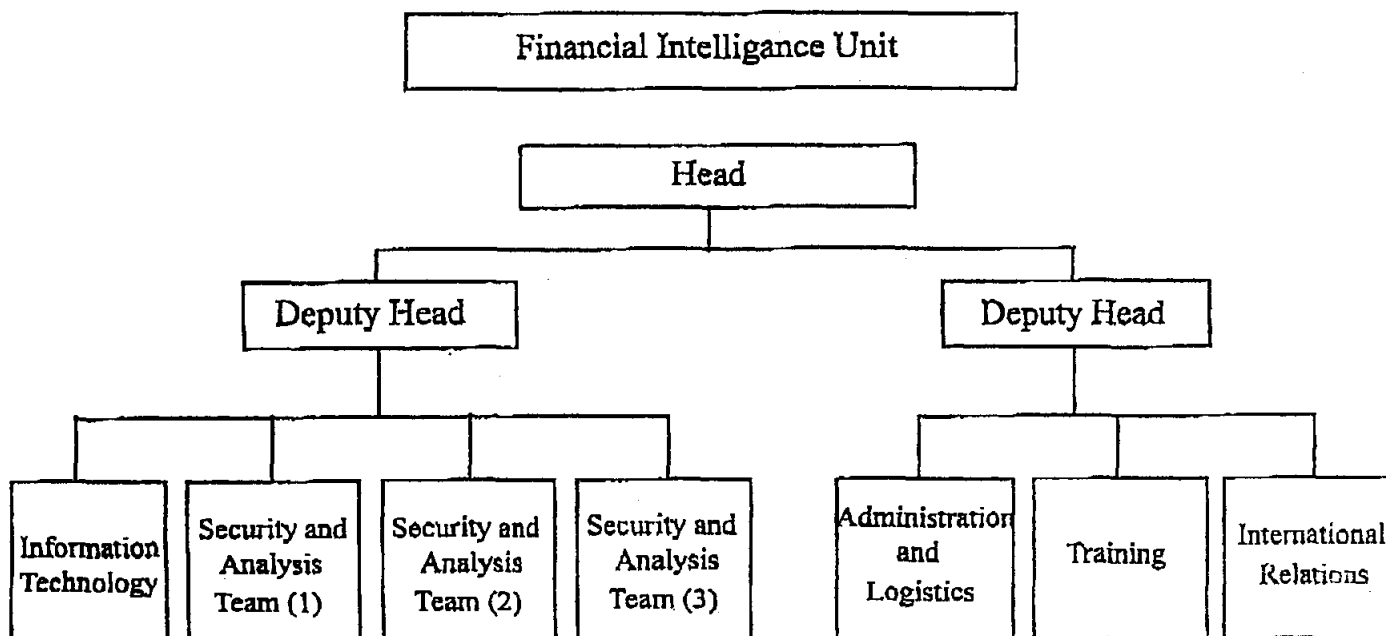 Financial Intelligance Unit
Head
Deputy Head
Deputy Head
Information
Technology
Security and
Analysis
Team (1)
Security and
Analysis
Team (2)
Security and
Analysis
Team (3)
Administration
and
Logistics
Training
International
Relations